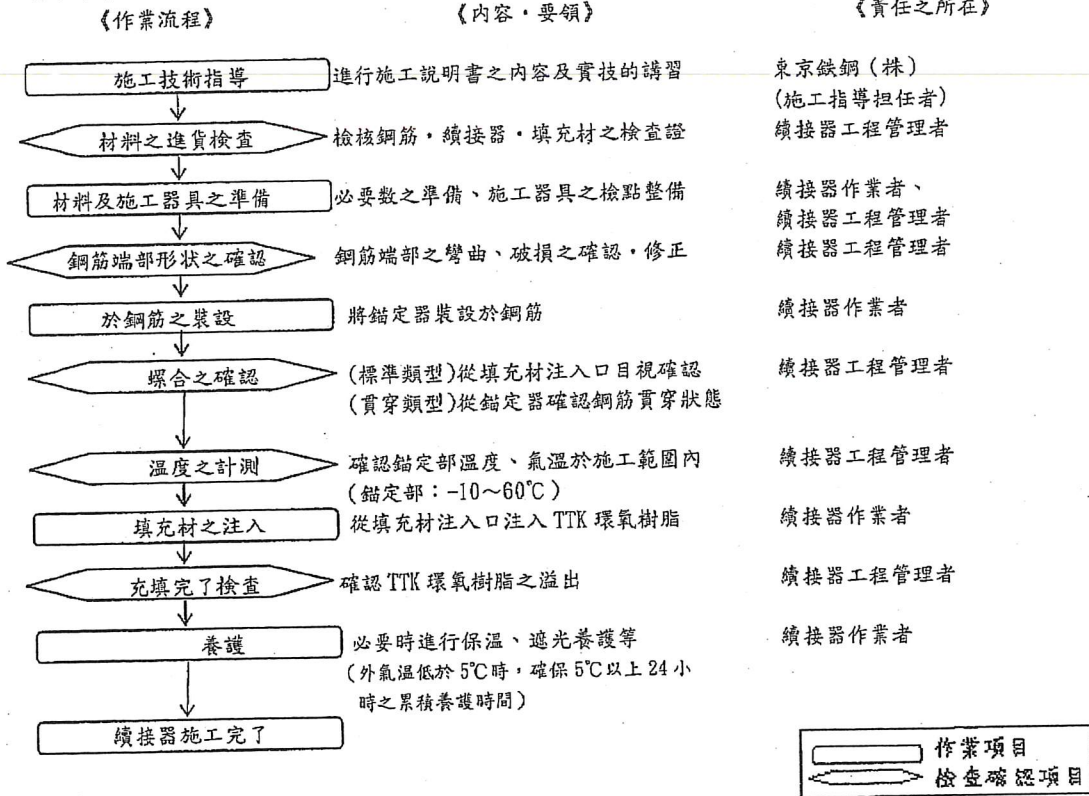 《作業流程》 《內容・要領》 《責任之所在》
施工技術指導 進行施工說明書之內容及實技的講習 東京鉄鋼(株)
(施工指導担任者)
材料之進貨検査 檢核鋼筋・續接器・填充材之檢查證 續接器工程管理者
材料及施工器具之準備 必要数之準備、施工器具之檢點整備 續接器作業者、
續接器工程管理者
鋼筋端部形状之確認 鋼筋端部之彎曲、破損之確認・修正 續接器工程管理者
於鋼筋之裝設 將錨定器裝設於鋼筋 續接器作業者
螺合之確認 (標準類型)從填充材注入口目視確認 續接器工程管理者
(貫穿類型)從錨定器確認鋼筋貫穿狀態
溫度之計測 確認錨定部溫度、氣溫於施工範圍內 續接器工程管理者
(錨定部：-10～60℃)
填充材之注入 從填充材注入口注入 TTK 環氧樹脂 續接器作業者
充填完了檢查 確認 TTK 環氧樹脂之溢出 續接器工程管理者
養護 必要時進行保溫、遮光養護等 續接器作業者
(外氣溫低於 5℃時，確保 5℃以上 24 小
時之累積養護時間)
續接器施工完了
作業項目
檢查確認項目